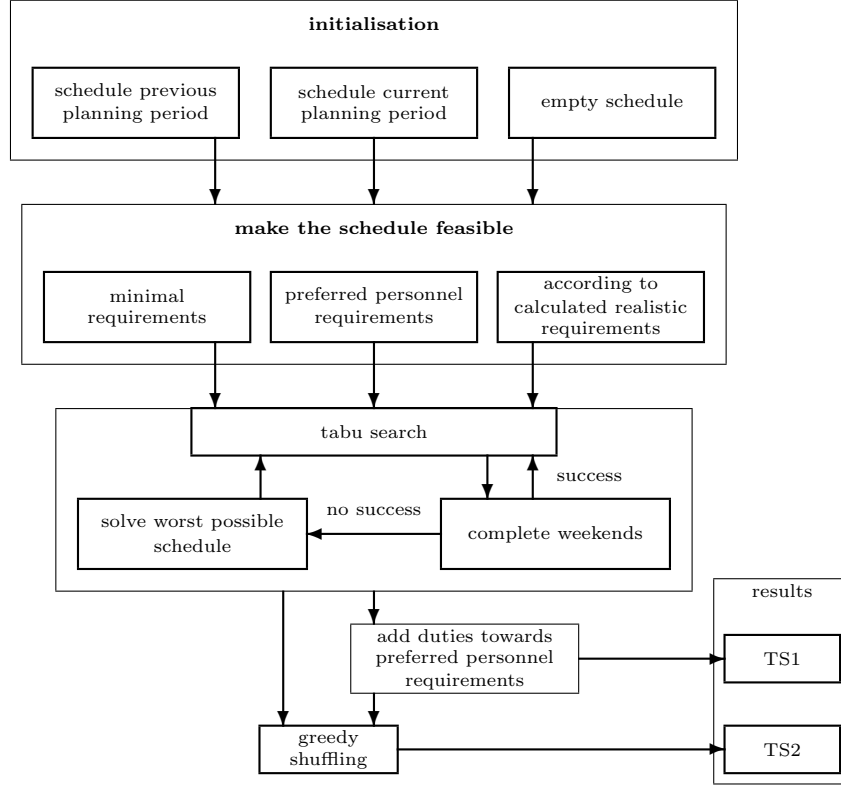 initialisation
schedule previous
planning period
schedule current
planning period
empty schedule
make the schedule feasible
minimal
requirements
preferred personnel
requirements
according to
calculated realistic
requirements
tabu search
success
no success
solve worst possible
schedule
complete weekends
results
add duties towards
preferred personnel
requirements
TS1
greedy
shuffling
TS2